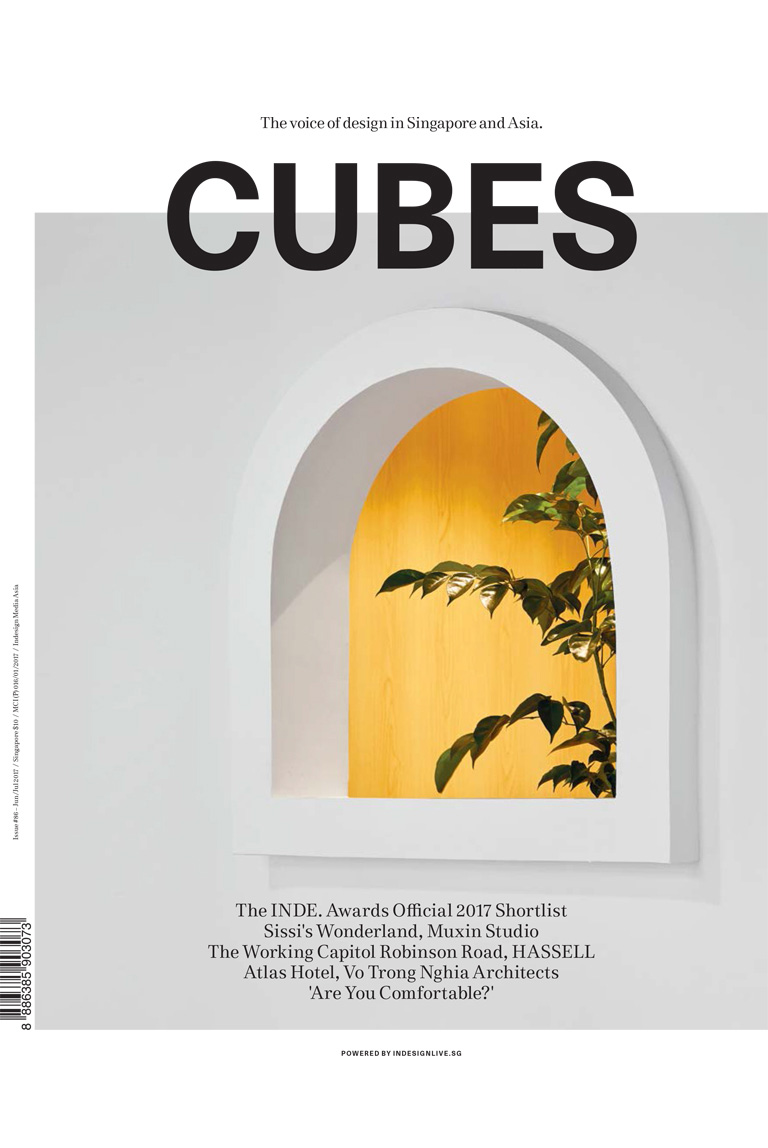 The voice of design in Singapore and Asia.
CUBES
Issue #86 – Jun/Jul 2017 / Singapore $10 / MCI (P) 016/01/2017 / Indesign Media Asia
The INDE. Awards Official 2017 Shortlist
Sissi's Wonderland, Muxin Studio
The Working Capitol Robinson Road, HASSELL
Atlas Hotel, Vo Trong Nghia Architects
'Are You Comfortable?'
8 886385 903073
POWERED BY INDESIGNLIVE.SG